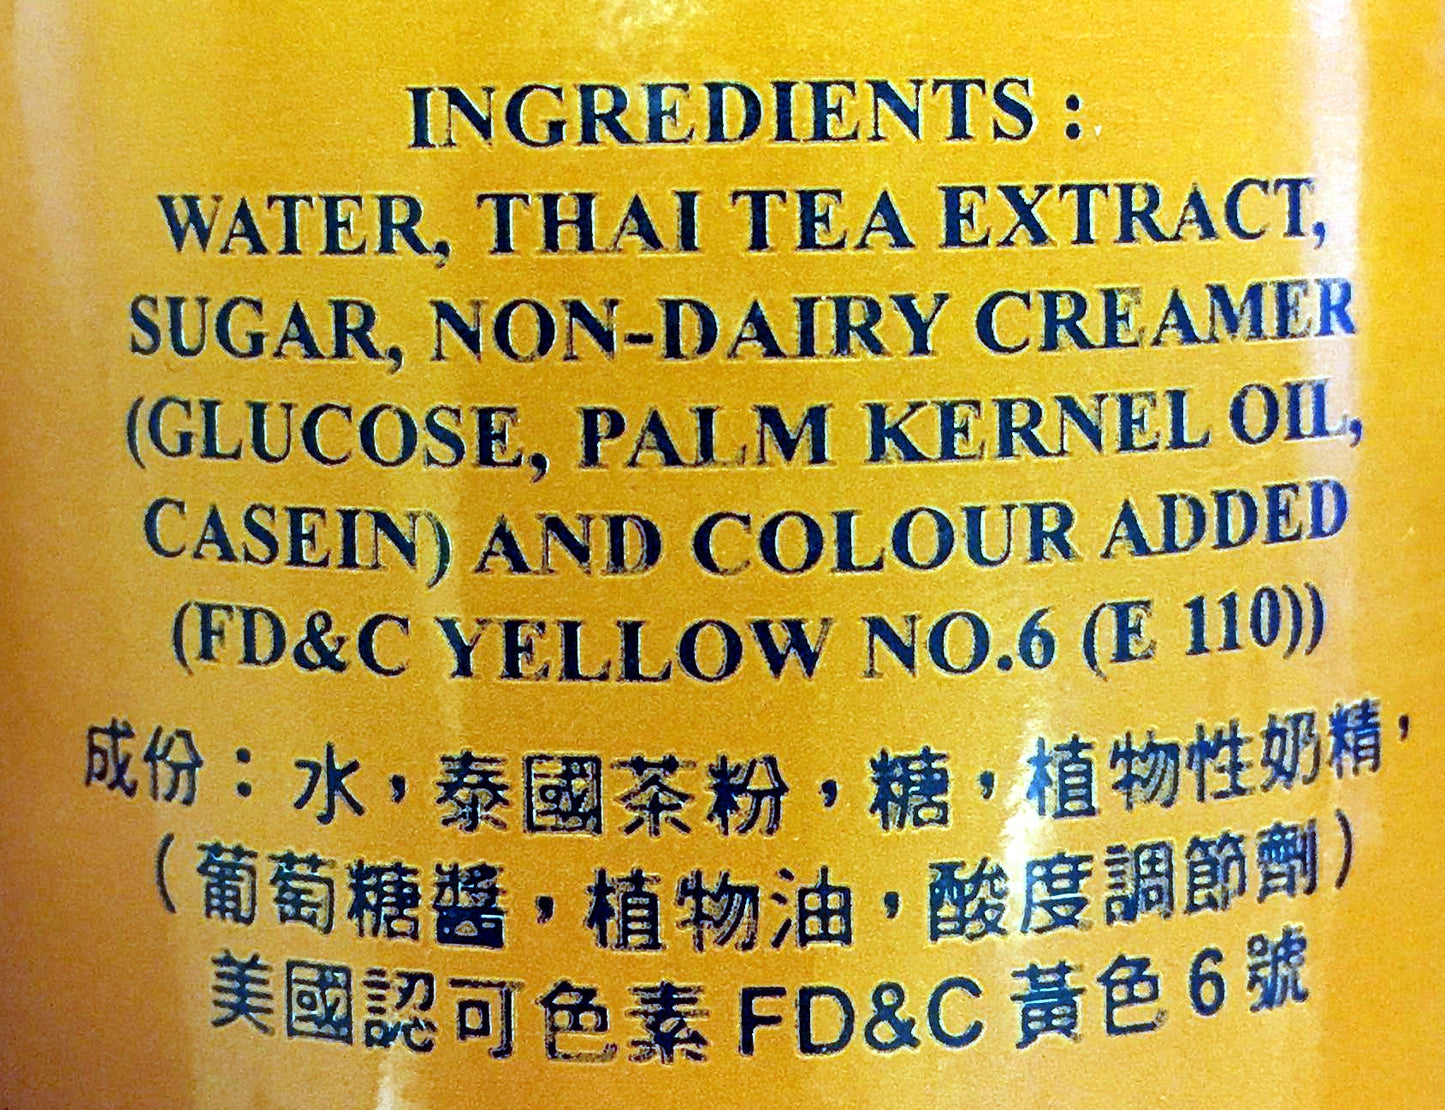 INGREDIENTS :
WATER, THAI TEA EXTRACT,
SUGAR, NON-DAIRY CREAMER
(GLUCOSE, PALM KERNEL OIL,
CASEIN) AND COLOUR ADDED
(FD&C YELLOW NO.6 (E 110))
成份：水，泰國茶粉，糖，植物性奶精，
（葡萄糖醬，植物油，酸度調節劑）
美國認可色素 FD&C 黃色 6 號